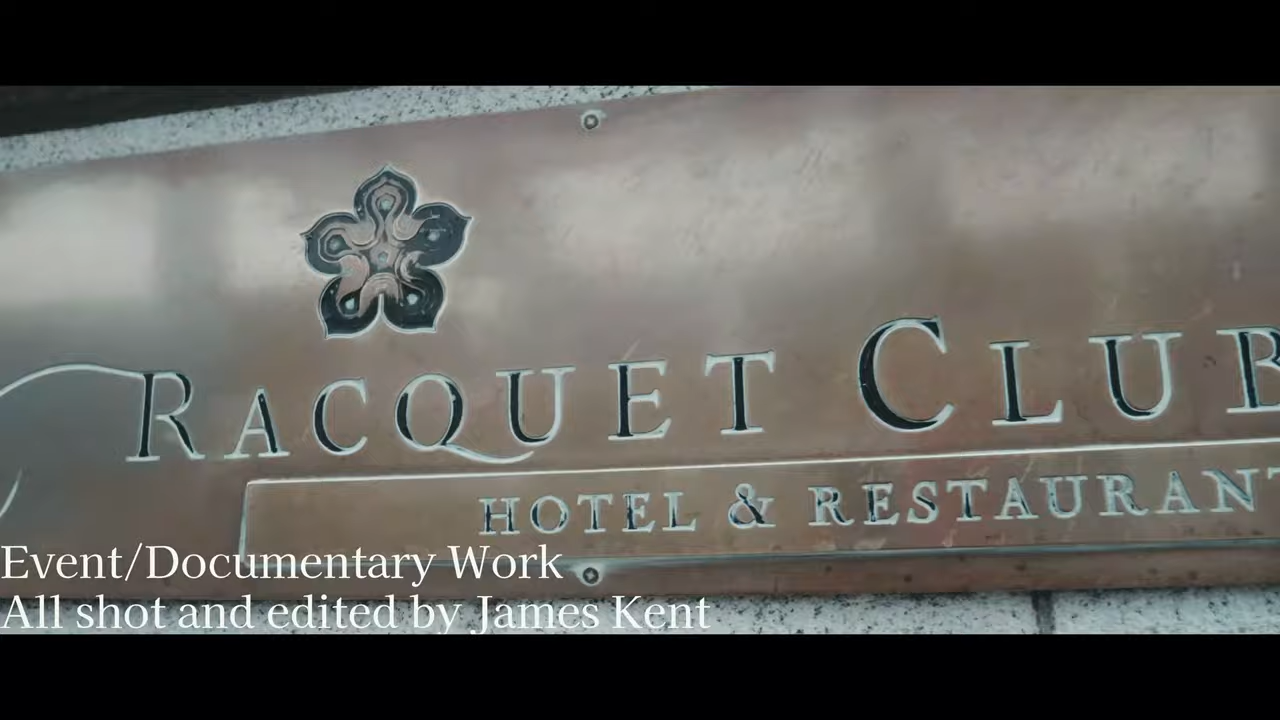 RACQUET CLUB
HOTEL & RESTAURANT
Event/Documentary Work
All shot and edited by James Kent